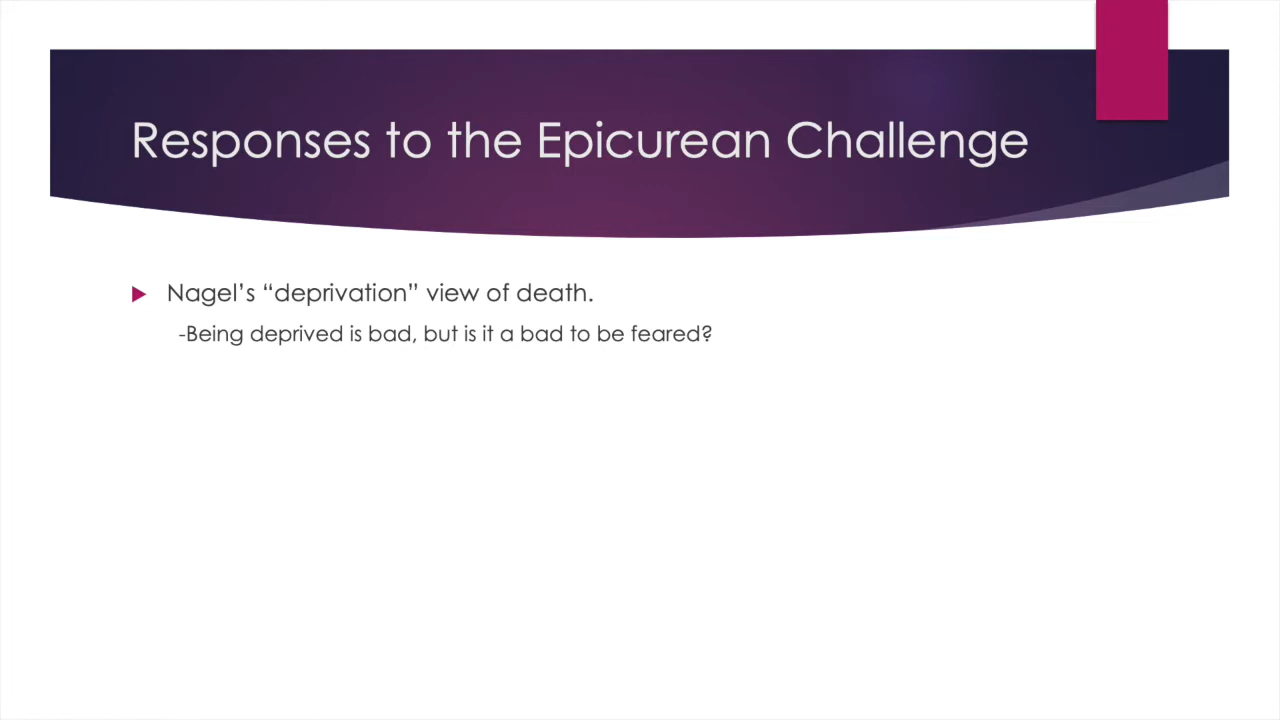 Responses to the Epicurean Challenge
Nagel’s “deprivation” view of death.
-Being deprived is bad, but is it a bad to be feared?